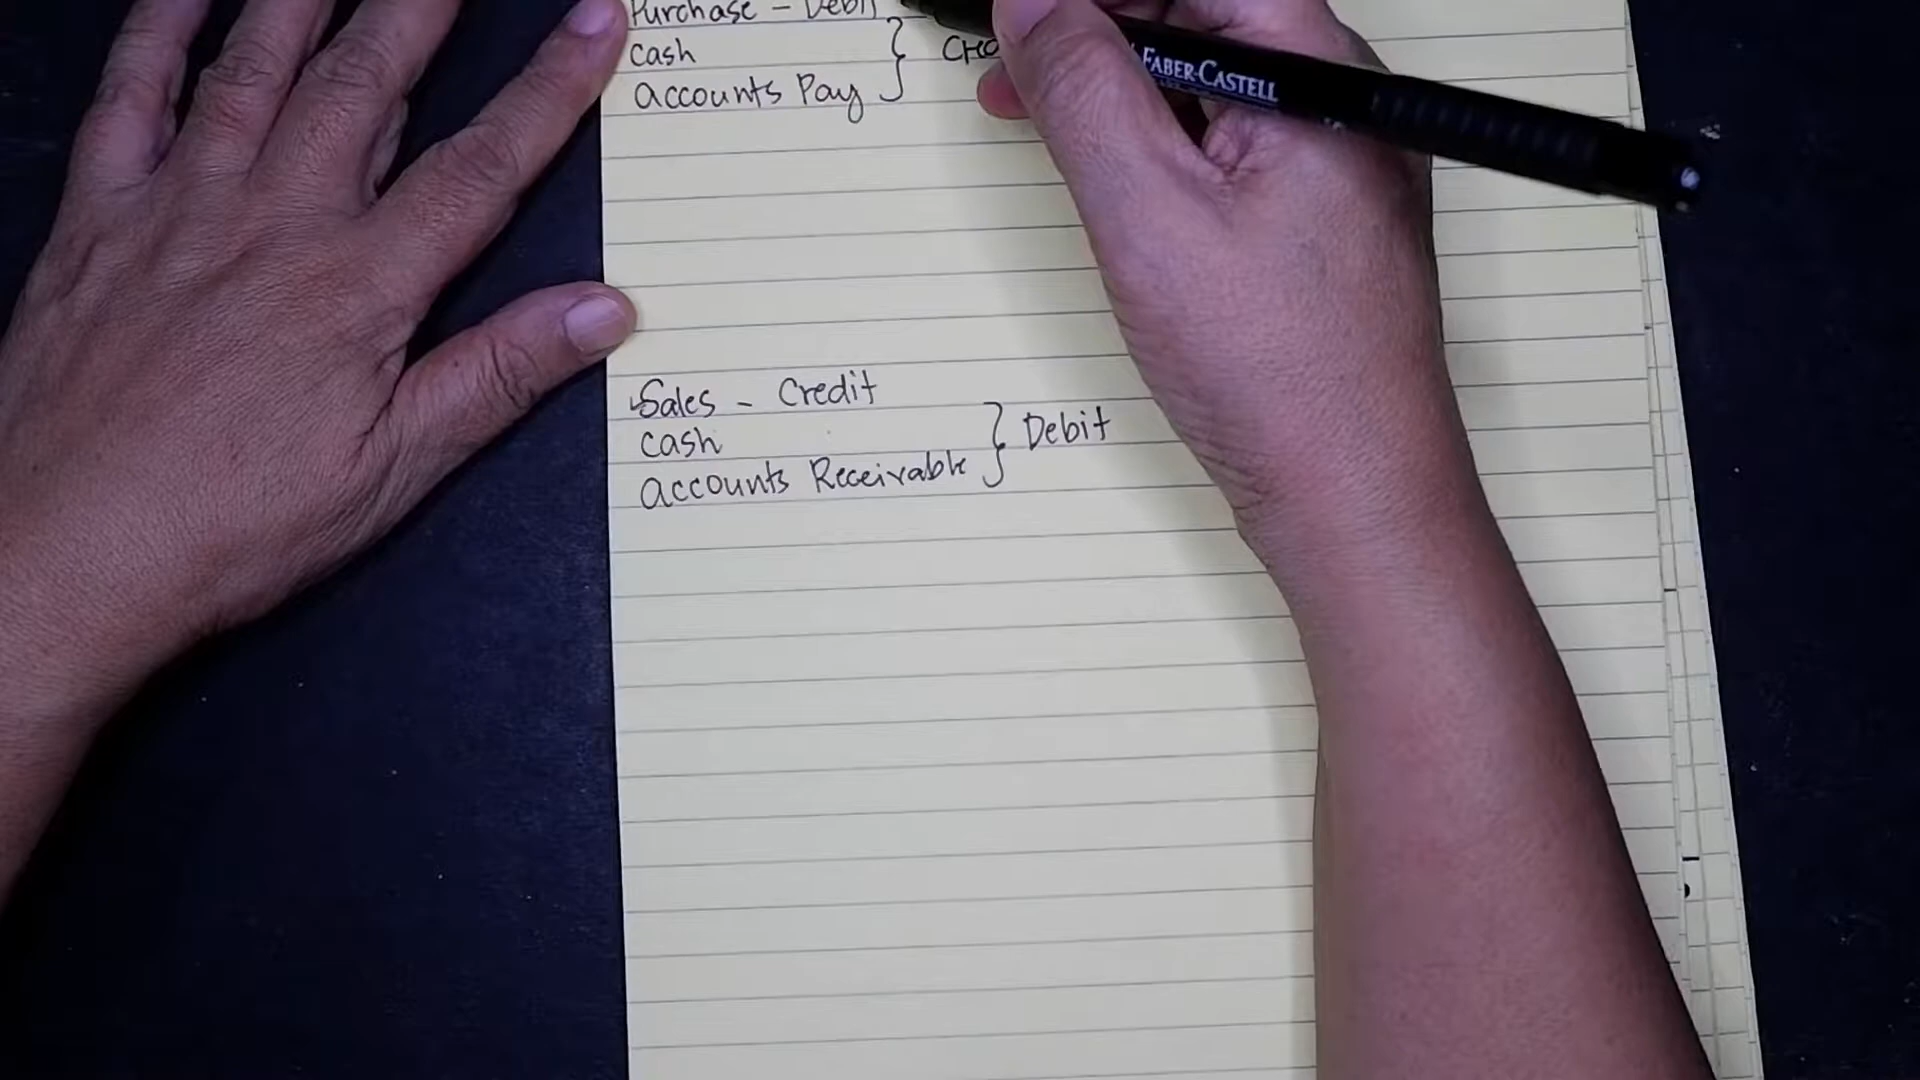 Purchase - Debit
cash
accounts Pay
FABER-CASTELL
Sales - Credit
cash
accounts Receivable } Debit